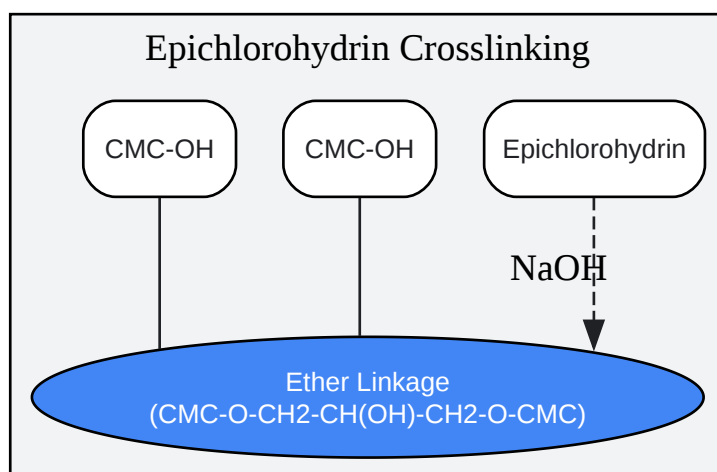 Epichlorohydrin Crosslinking
CMC-OH
CMC-OH
Epichlorohydrin
NaOH
Ether Linkage
(CMC-O-CH2-CH(OH)-CH2-O-CMC)